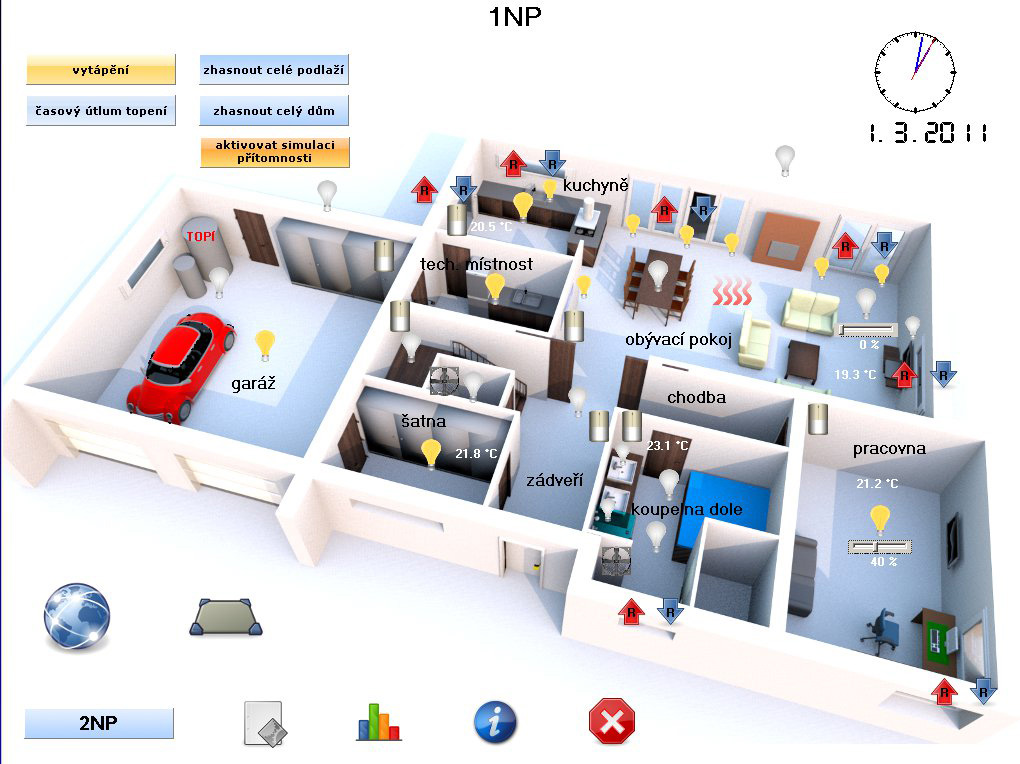 1NP
vytápění
zhasnout celé podlaží
časový útlum topení
zhasnout celý dům
aktivovat simulaci
přítomnosti
1. 3. 2011
R
R
kuchyně
R
R
20.5 °C
R
R
TOPÍ
tech. místnost
R
R
obývací pokoj
0 %
garáž
19.3 °C
R
R
chodba
šatna
21.8 °C
23.1 °C
pracovna
zádveří
21.2 °C
koupelna dole
40 %
R
R
R
R
2NP
i